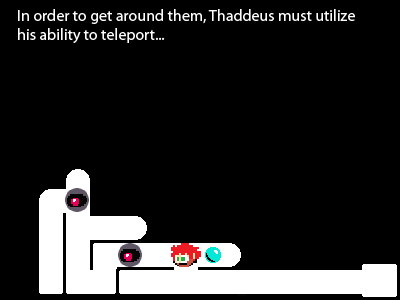 In order to get around them, Thaddeus must utilize
his ability to teleport...